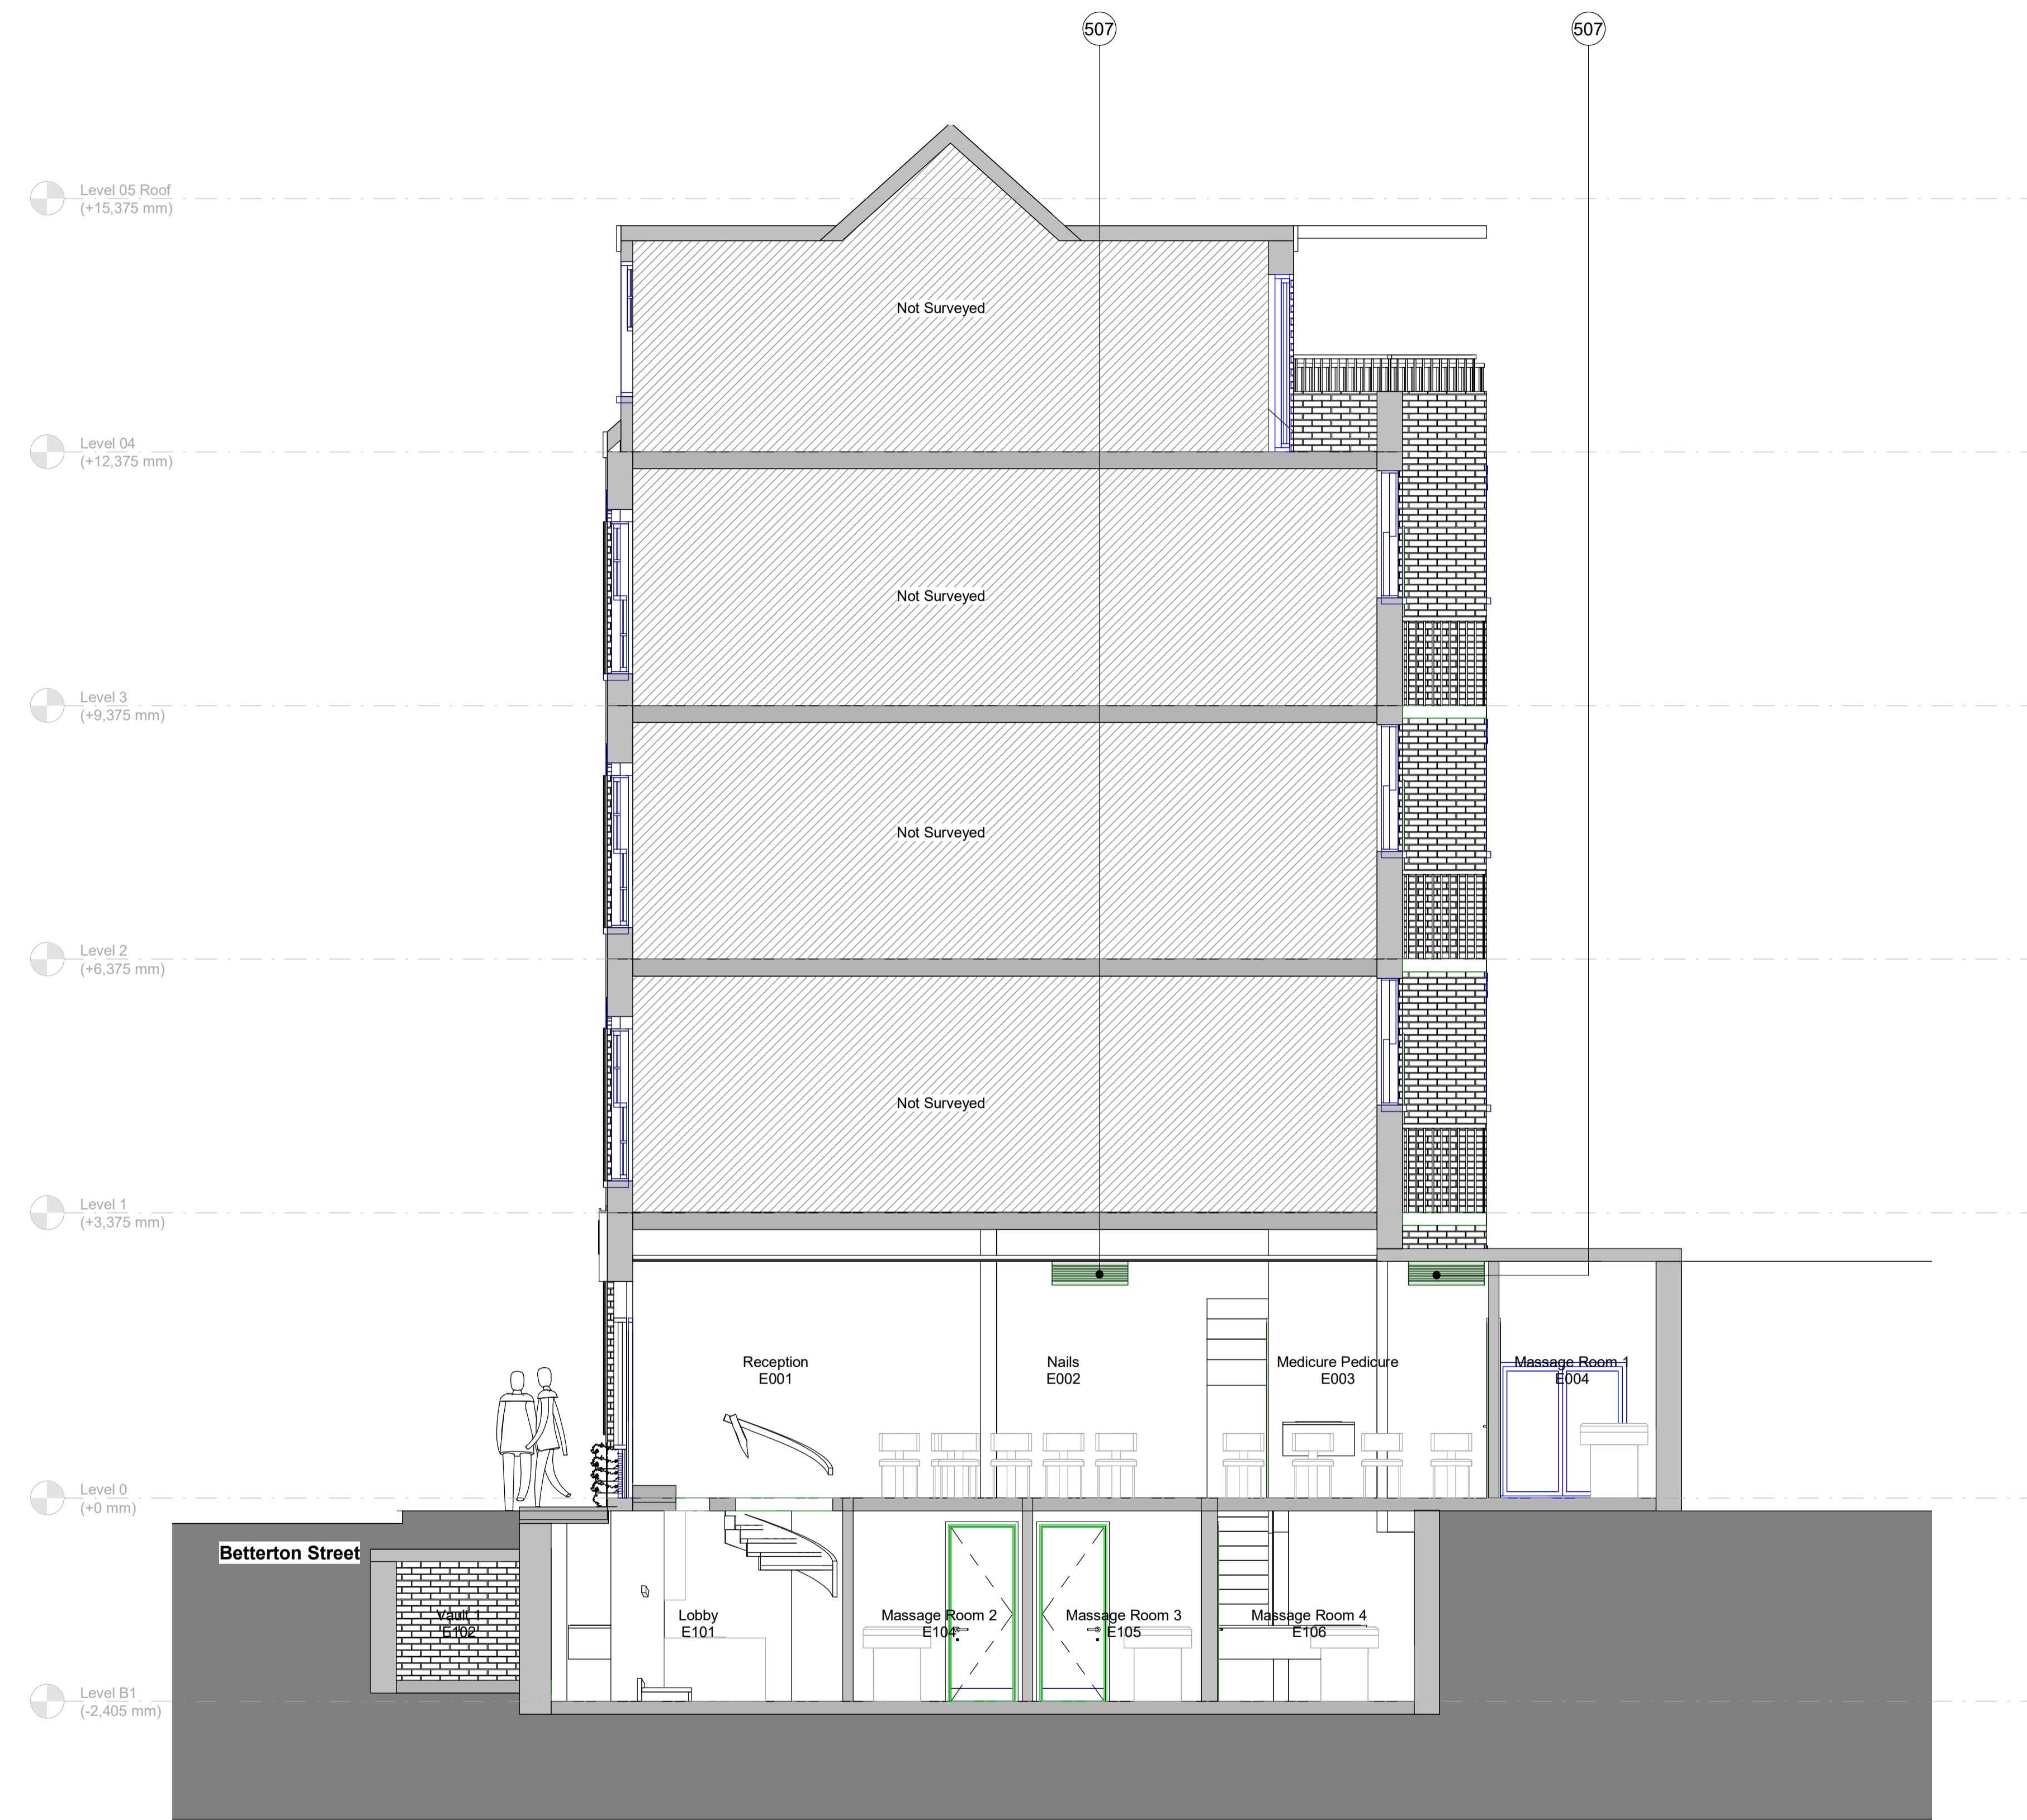 507
507
Level 05 Roof
(+15,375 mm)
Not Surveyed
Level 04
(+12,375 mm)
Not Surveyed
Level 3
(+9,375 mm)
Not Surveyed
Level 2
(+6,375 mm)
Not Surveyed
Level 1
(+3,375 mm)
Reception
E001
Nails
E002
Medicure Pedicure
E003
Massage Room 1
E004
Level 0
(+0 mm)
Betterton Street
Vault 1
E102
Lobby
E101
Massage Room 2
E104
Massage Room 3
E105
Massage Room 4
E106
Level B1
(-2,405 mm)